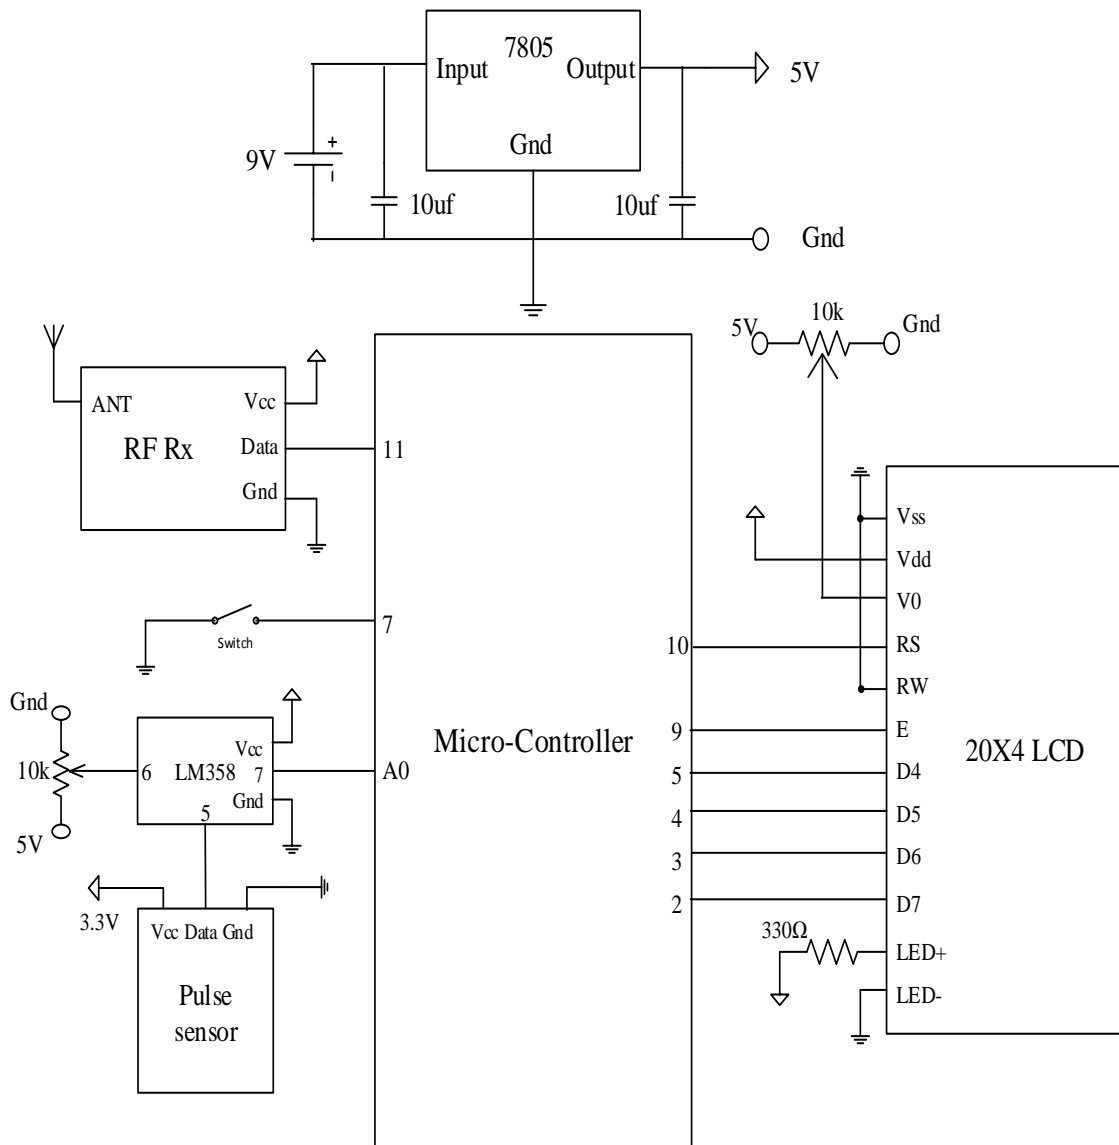 7805
Input
Output
5V
Gnd
9V
+
10uf
10uf
Gnd
10k
5V
Gnd
ANT
Vcc
RF Rx
Data
Gnd
11
Vss
Vdd
V0
Switch
7
10
RS
RW
Gnd
Micro-Controller
9
E
20X4 LCD
10k
6
LM358
Vcc
7
Gnd
5
A0
5
D4
4
D5
5V
3
D6
3.3V
2
D7
Vcc Data Gnd
330Ω
LED+
LED-
Pulse
sensor